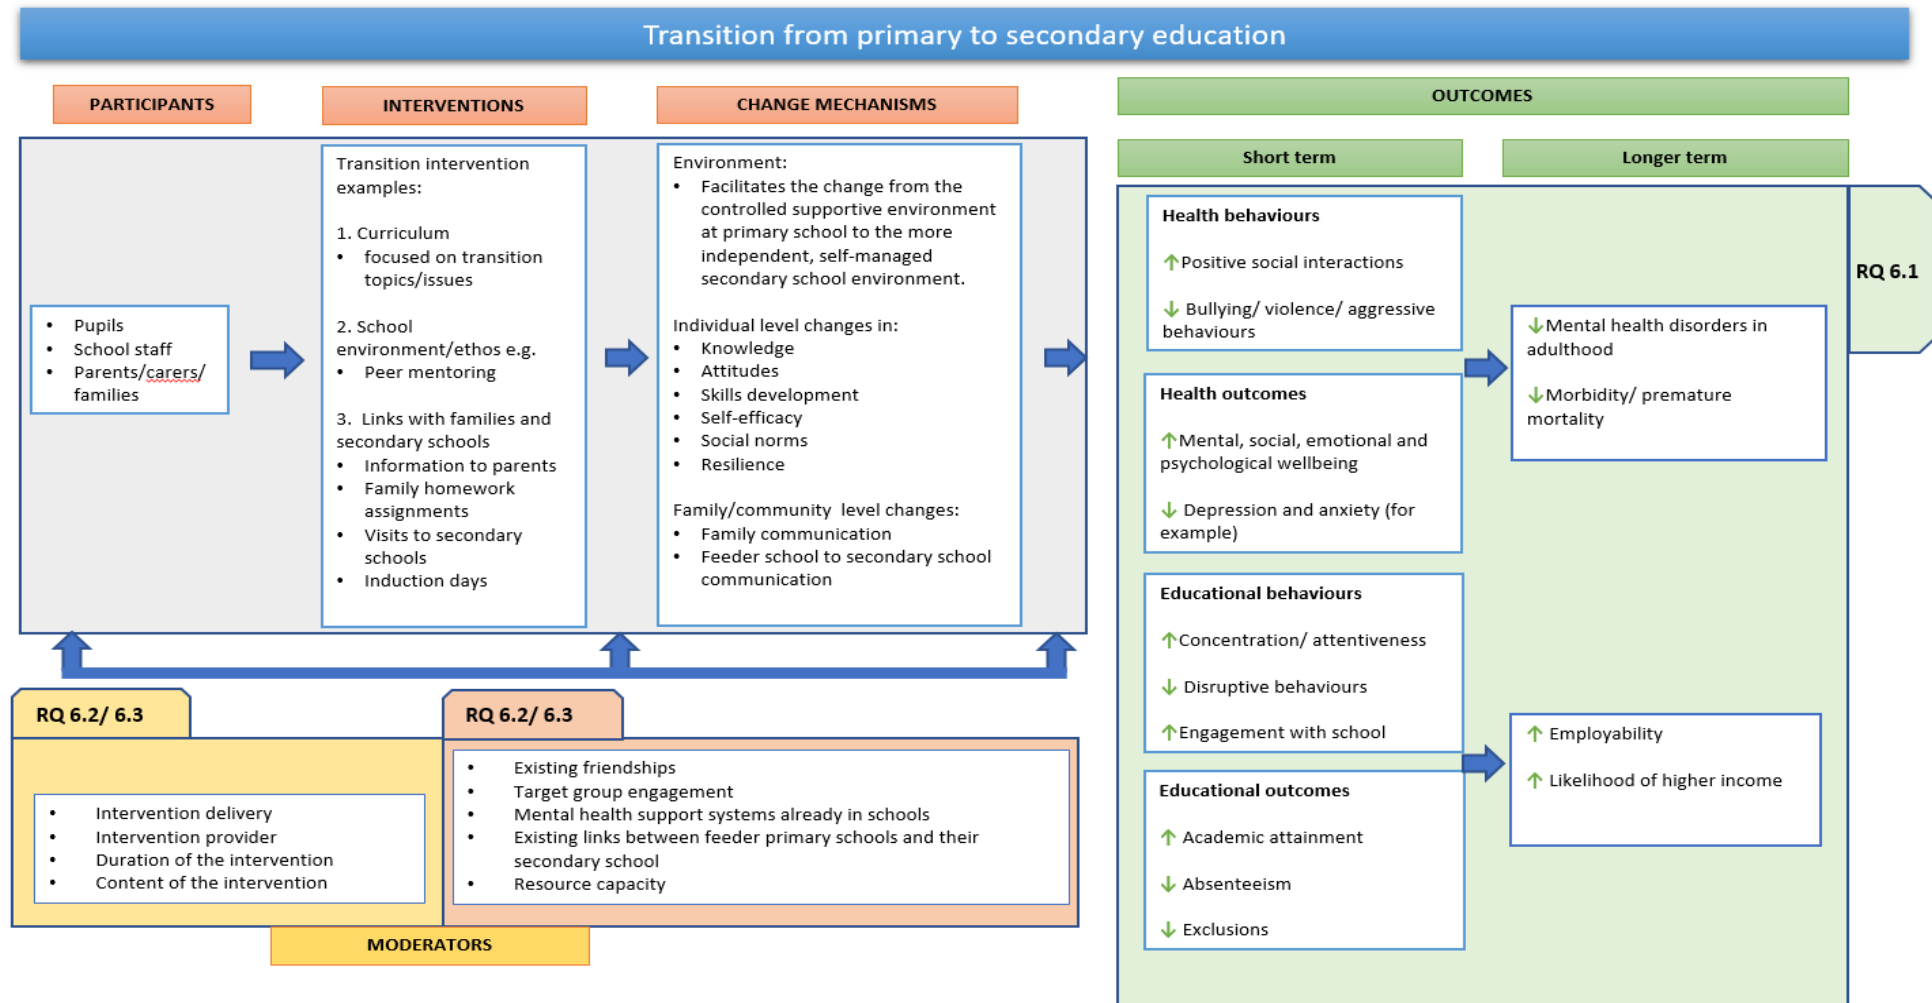 Transition from primary to secondary education
PARTICIPANTS
INTERVENTIONS
CHANGE MECHANISMS
OUTCOMES
Short term
Longer term
• Pupils
• School staff
• Parents/carers/
families
Transition intervention
examples:
1. Curriculum
• focused on transition
topics/issues
2. School
environment/ethos e.g.
• Peer mentoring
3. Links with families and
secondary schools
• Information to parents
• Family homework
assignments
• Visits to secondary
schools
• Induction days
Environment:
• Facilitates the change from the
controlled supportive environment
at primary school to the more
independent, self-managed
secondary school environment.
Individual level changes in:
• Knowledge
• Attitudes
• Skills development
• Self-efficacy
• Social norms
• Resilience
Family/community level changes:
• Family communication
• Feeder school to secondary school
communication
Health behaviours
↑Positive social interactions
↓ Bullying/ violence/ aggressive
behaviours
Health outcomes
↑Mental, social, emotional and
psychological wellbeing
↓ Depression and anxiety (for
example)
↓Mental health disorders in
adulthood
↓Morbidity/ premature
mortality
RQ 6.1
Educational behaviours
↑Concentration/ attentiveness
↓ Disruptive behaviours
↑Engagement with school
Educational outcomes
↑ Academic attainment
↓ Absenteeism
↓ Exclusions
↑ Employability
↑ Likelihood of higher income
RQ 6.2/ 6.3
• Intervention delivery
• Intervention provider
• Duration of the intervention
• Content of the intervention
RQ 6.2/ 6.3
• Existing friendships
• Target group engagement
• Mental health support systems already in schools
• Existing links between feeder primary schools and their
secondary school
• Resource capacity
MODERATORS